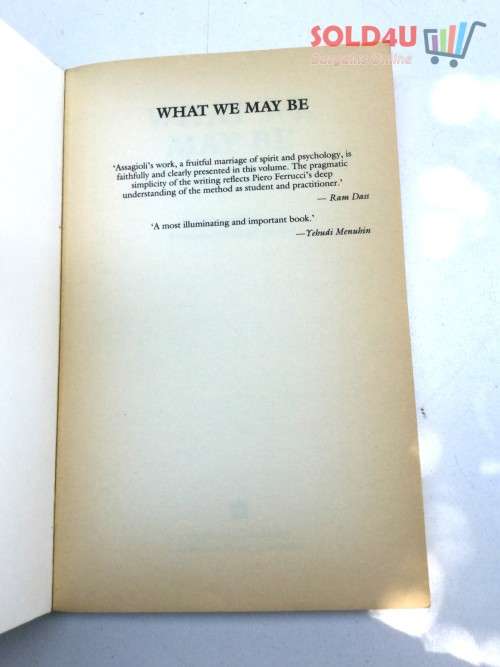 SOLD4U
Bargains Online
WHAT WE MAY BE
'Assagioli's work, a fruitful marriage of spirit and psychology, is
faithfully and clearly presented in this volume. The pragmatic
simplicity of the writing reflects Piero Ferrucci's deep
understanding of the method as student and practitioner.'
— Ram Dass
'A most illuminating and important book.'
—Yehudi Menuhin